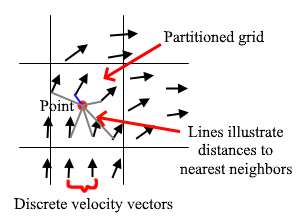 Partitioned grid
Point
Lines illustrate
distances to
nearest neighbors
Discrete velocity vectors